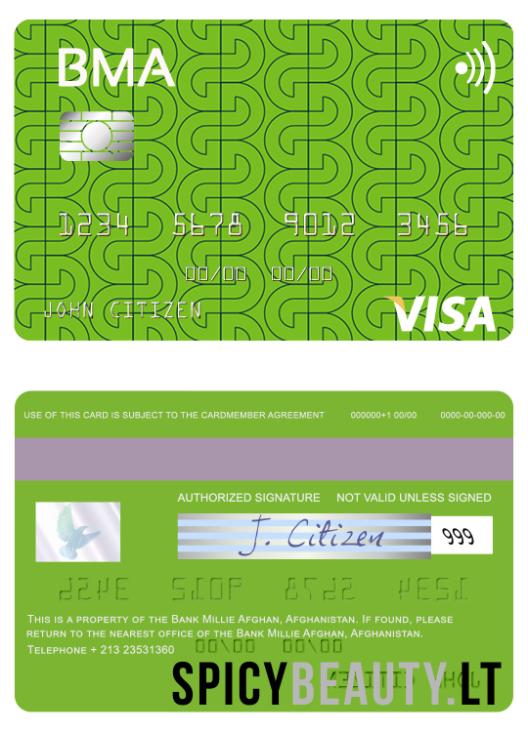 BMA
1234 5678 9012 3456
00/00 00/00
JOHN CITIZEN
VISA
USE OF THIS CARD IS SUBJECT TO THE CARDMEMBER AGREEMENT 000000+1 00/00 0000-00-000-00
AUTHORIZED SIGNATURE NOT VALID UNLESS SIGNED
J. Citizen 999
THIS IS A PROPERTY OF THE BANK MILLIE AFGHAN, AFGHANISTAN. IF FOUND, PLEASE
RETURN TO THE NEAREST OFFICE OF THE BANK MILLIE AFGHAN, AFGHANISTAN.
TELEPHONE + 213 23531360
SPICYBEAUTY.LT